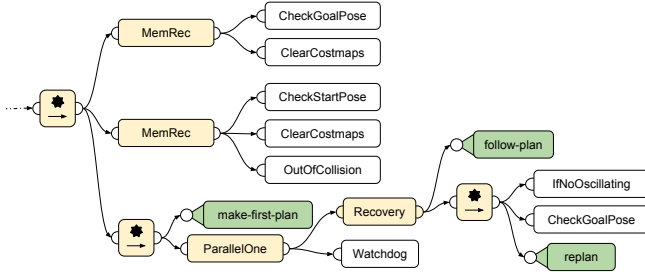 CheckGoalPose
MemRec
ClearCostmaps
CheckStartPose
MemRec
ClearCostmaps
OutOfCollision
follow-plan
IfNoOscillating
make-first-plan
Recovery
CheckGoalPose
ParallelOne
Watchdog
replan